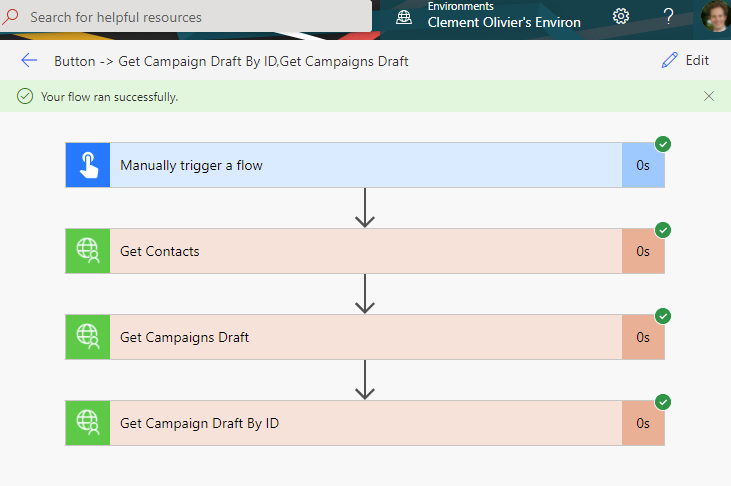 Search for helpful resources
Environments
Clement Olivier's Environ
?
Button -> Get Campaign Draft By ID,Get Campaigns Draft
Edit
Your flow ran successfully.
Manually trigger a flow
0s
Get Contacts
0s
Get Campaigns Draft
0s
Get Campaign Draft By ID
0s